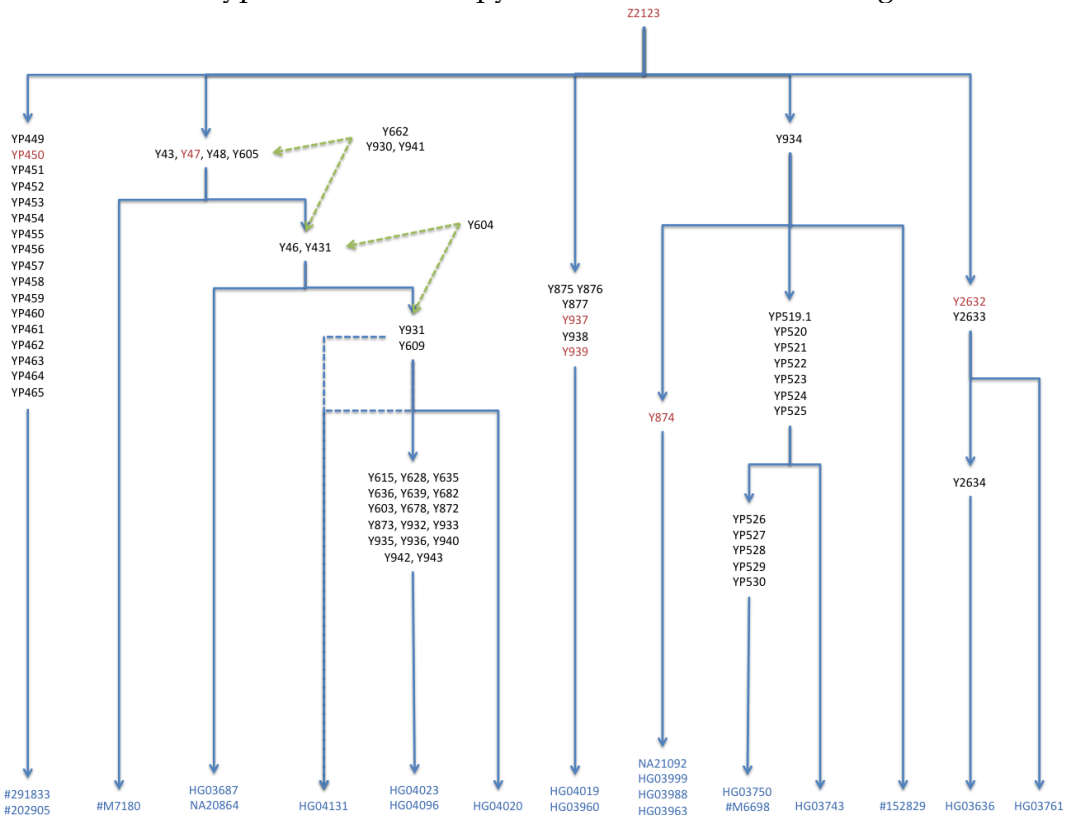 Z2123
YP449
YP450
YP451
YP452
YP453
YP454
YP455
YP456
YP457
YP458
YP459
YP460
YP461
YP462
YP463
YP464
YP465
Y43, Y47, Y48, Y605
Y662
Y930, Y941
Y46, Y431
Y604
Y931
Y609
Y615, Y628, Y635
Y636, Y639, Y682
Y603, Y678, Y872
Y873, Y932, Y933
Y935, Y936, Y940
Y942, Y943
Y875 Y876
Y877
Y937
Y938
Y939
Y934
Y874
YP519.1
YP520
YP521
YP522
YP523
YP524
YP525
YP526
YP527
YP528
YP529
YP530
Y2632
Y2633
Y2634
#291833
#202905
#M7180
HG03687
NA20864
HG04131
HG04023
HG04096
HG04020
HG04019
HG03960
NA21092
HG03999
HG03988
HG03963
HG03750
#M6698
HG03743
#152829
HG03636
HG03761